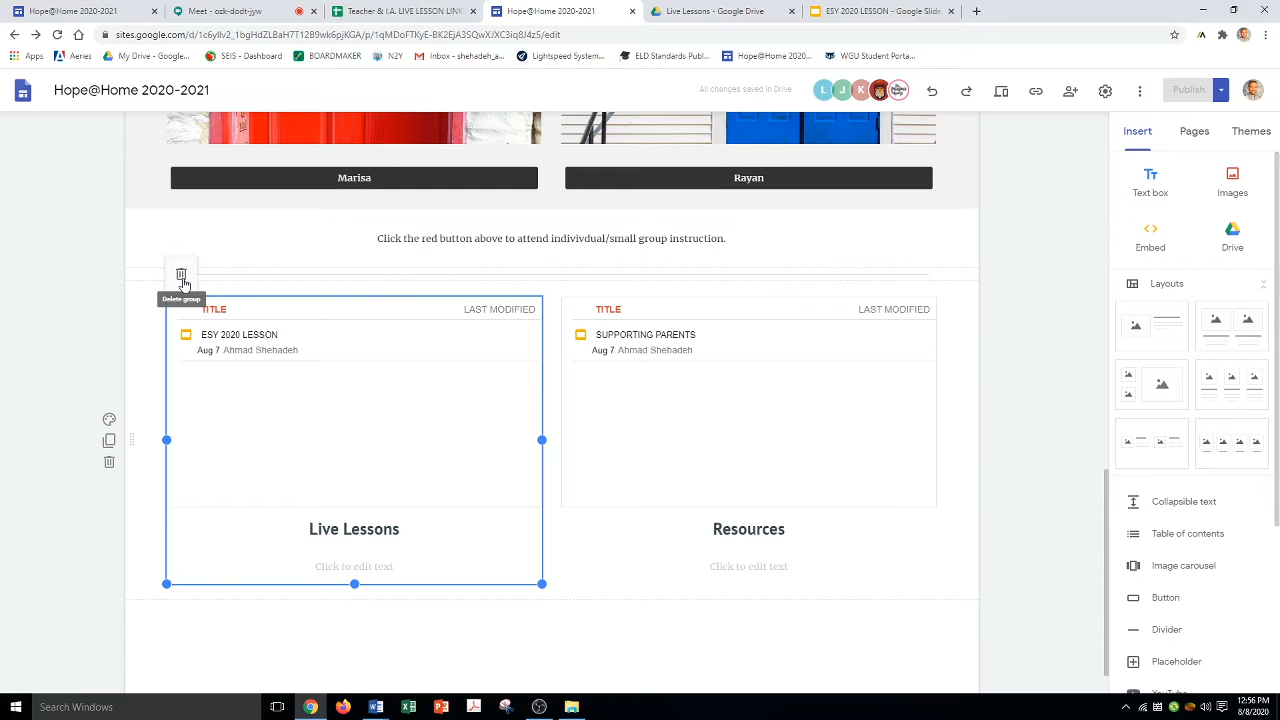 Hope@Home 2020-2021
Meet - ozk-dodt-jyw
Teacher & I.A. LIVE LESSON LINK
Hope@Home 2020-2021
Live Lessons - Google Drive
ESY 2020 LESSON - Google Slide
sites.google.com/d/1c6yllv2_1bgHdZLBaH7T12B9wk6pjKGA/p/1qMDoFTKyE-BK2EjA3SQwXJXC3iq8J4z5/edit
Apps
Aeries
My Drive - Google...
SEIS - Dashboard
BOARDMAKER
N2Y
Inbox - shehadeh_a...
Lightspeed System...
ELD Standards Publ...
Hope@Home 2020...
WGU Student Porta...
Hope@Home 2020-2021
All changes saved in Drive
L
J
K
Publish
Insert
Pages
Themes
Marisa
Rayan
Text box
Images
Click the red button above to attend indivivdual/small group instruction.
Embed
Drive
Delete group
Layouts
TITLE
LAST MODIFIED
ESY 2020 LESSON
Aug 7 Ahmad Shehadeh
TITLE
LAST MODIFIED
SUPPORTING PARENTS
Aug 7 Ahmad Shehadeh
Live Lessons
Click to edit text
Resources
Click to edit text
Collapsible text
Table of contents
Image carousel
Button
Divider
Placeholder
YouTube
Search Windows
12:56 PM
8/8/2020